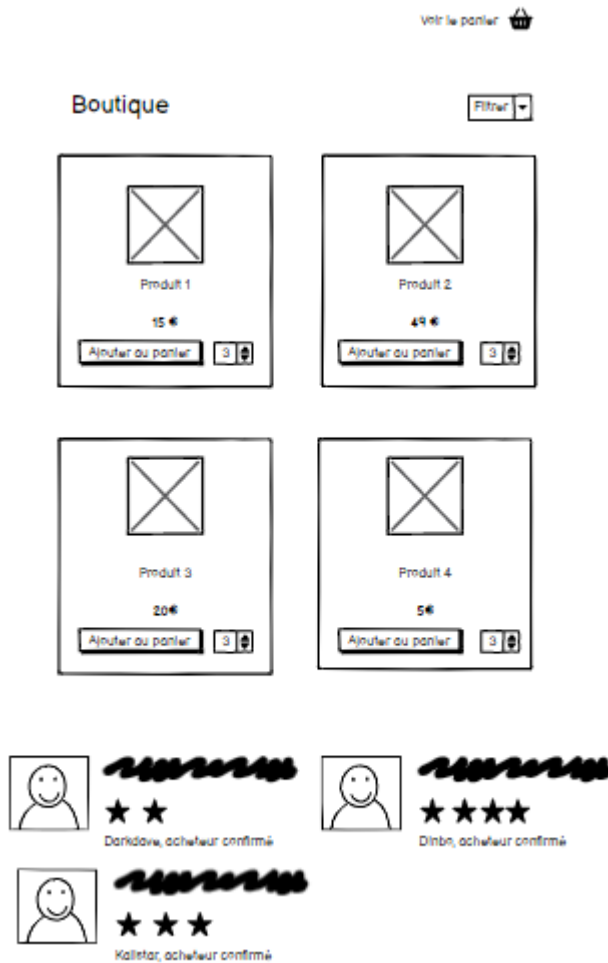 Voir le panier
Boutique
Filtrer
Produit 1
15 €
Ajouter au panier
3
Produit 2
49 €
Ajouter au panier
3
Produit 3
20€
Ajouter au panier
3
Produit 4
5€
Ajouter au panier
3
Darkdave, acheteur confirmé
Dinbo, acheteur confirmé
Kalistar, acheteur confirmé